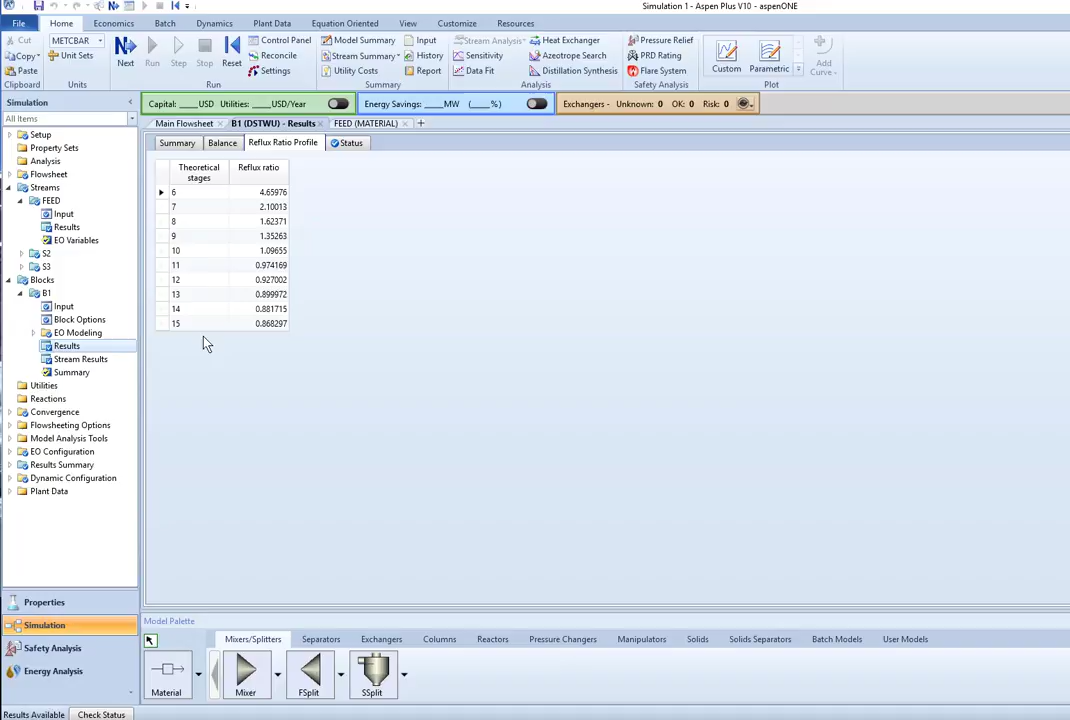 Simulation 1 - Aspen Plus V10 - aspenONE
File Home Economics Batch Dynamics Plant Data Equation Oriented View Customize Resources
Cut METCBAR Control Panel Model Summary Input Stream Analysis Heat Exchanger Pressure Relief
Copy Unit Sets Reconcile Stream Summary History Sensitivity Azeotrope Search PRD Rating
Paste Next Run Step Stop Reset Settings Utility Costs Report Data Fit Distillation Synthesis Flare System Custom Parametric Add Curve
Clipboard Units Run Summary Analysis Safety Analysis Plot
Simulation
Capital: ____USD Utilities: ____USD/Year Energy Savings: ____MW (____%) Exchangers - Unknown: 0 OK: 0 Risk: 0
All Items
Main Flowsheet B1 (DSTWU) - Results FEED (MATERIAL) +
Summary Balance Reflux Ratio Profile Status
Setup
Property Sets
Analysis
Flowsheet
Streams
FEED
Input
Results
EO Variables
S2
S3
Blocks
B1
Input
Block Options
EO Modeling
Results
Stream Results
Summary
Utilities
Reactions
Convergence
Flowsheeting Options
Model Analysis Tools
EO Configuration
Results Summary
Dynamic Configuration
Plant Data
Theoretical stages Reflux ratio
6 4.65976
7 2.10013
8 1.62371
9 1.35263
10 1.09655
11 0.974169
12 0.927002
13 0.899972
14 0.881715
15 0.868297
Properties
Simulation
Safety Analysis
Energy Analysis
Model Palette
Mixers/Splitters Separators Exchangers Columns Reactors Pressure Changers Manipulators Solids Solids Separators Batch Models User Models
Material Mixer FSplit SSplit
Results Available Check Status